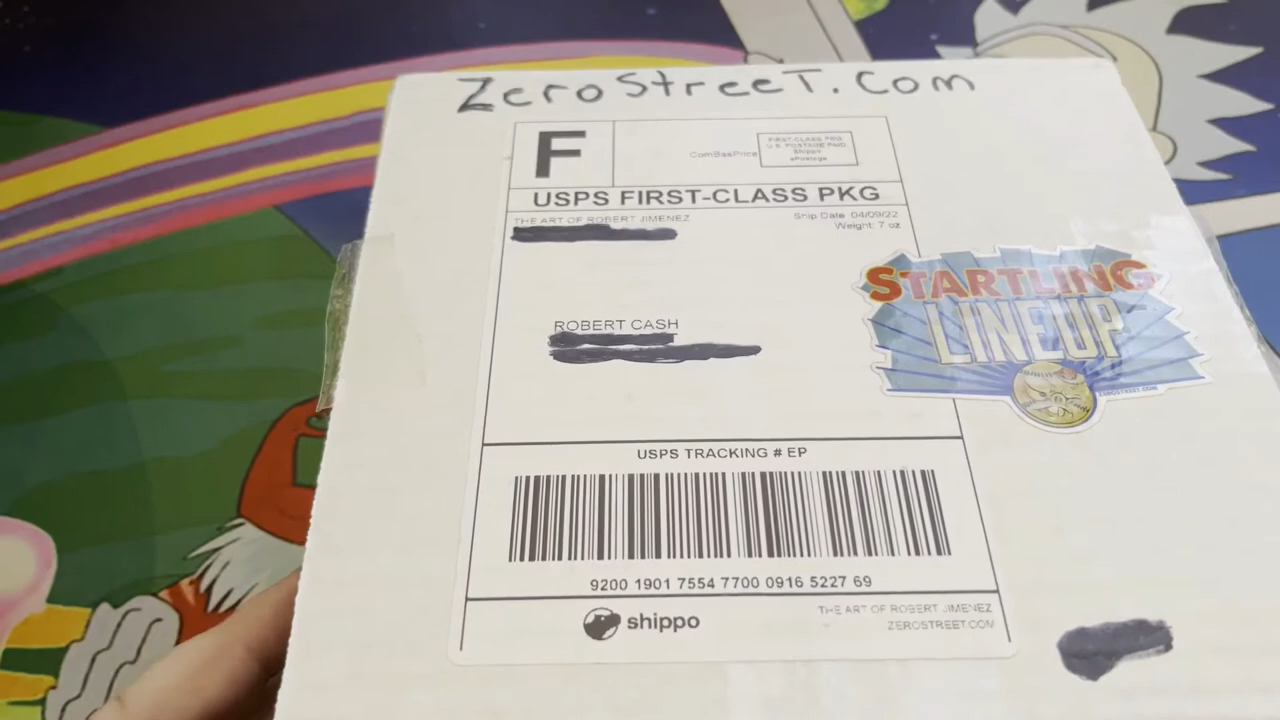 ZeroStreeT.Com
F
ComBasPrice
FIRST-CLASS PKG
U.S. POSTAGE PAID
Shippo
ePostage
USPS FIRST-CLASS PKG
THE ART OF ROBERT JIMENEZ
Ship Date 04/09/22
Weight: 7 oz
ROBERT CASH
STARTLING
LINEUP
ZEROSTREET.COM
USPS TRACKING # EP
9200 1901 7554 7700 0916 5227 69
shippo
THE ART OF ROBERT JIMENEZ
ZEROSTREET.COM